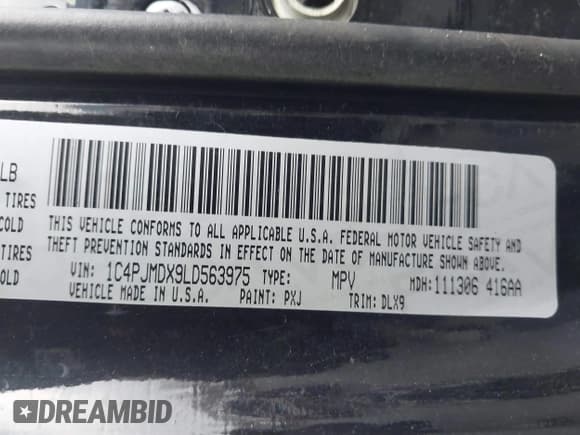 LB
TIRES
COLD
TIRES
COLD
THIS VEHICLE CONFORMS TO ALL APPLICABLE U.S.A. FEDERAL MOTOR VEHICLE SAFETY AND
THEFT PREVENTION STANDARDS IN EFFECT ON THE DATE OF MANUFACTURE SHOWN ABOVE.
VIN: 1C4PJMDX9LD563975 TYPE: MPV MDH:111306 416AA
VEHICLE MADE IN U.S.A. PAINT: PXJ TRIM: DLX9
DREAMBID